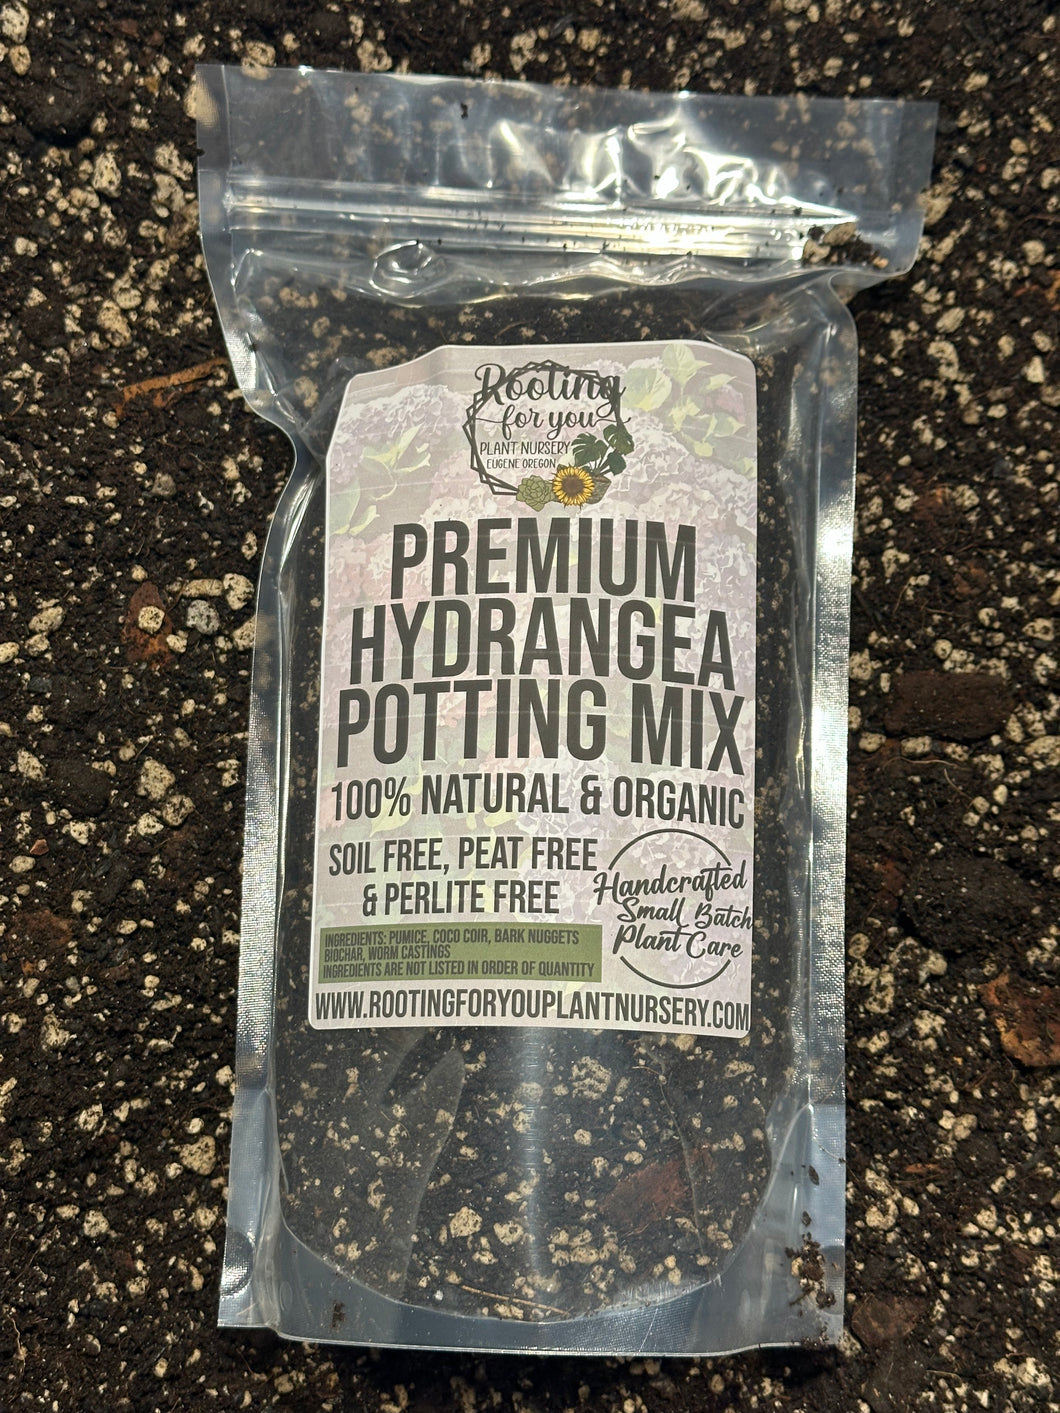 Rooting
for you
PLANT NURSERY
EUGENE OREGON
PREMIUM
HYDRANGEA
POTTING MIX
100% NATURAL & ORGANIC
SOIL FREE, PEAT FREE
& PERLITE FREE
Handcrafted
Small Batch
Plant Care
INGREDIENTS: PUMICE, COCO COIR, BARK NUGGETS
BIOCHAR, WORM CASTINGS
INGREDIENTS ARE NOT LISTED IN ORDER OF QUANTITY
WWW.ROOTINGFORYOUPLANTNURSERY.COM